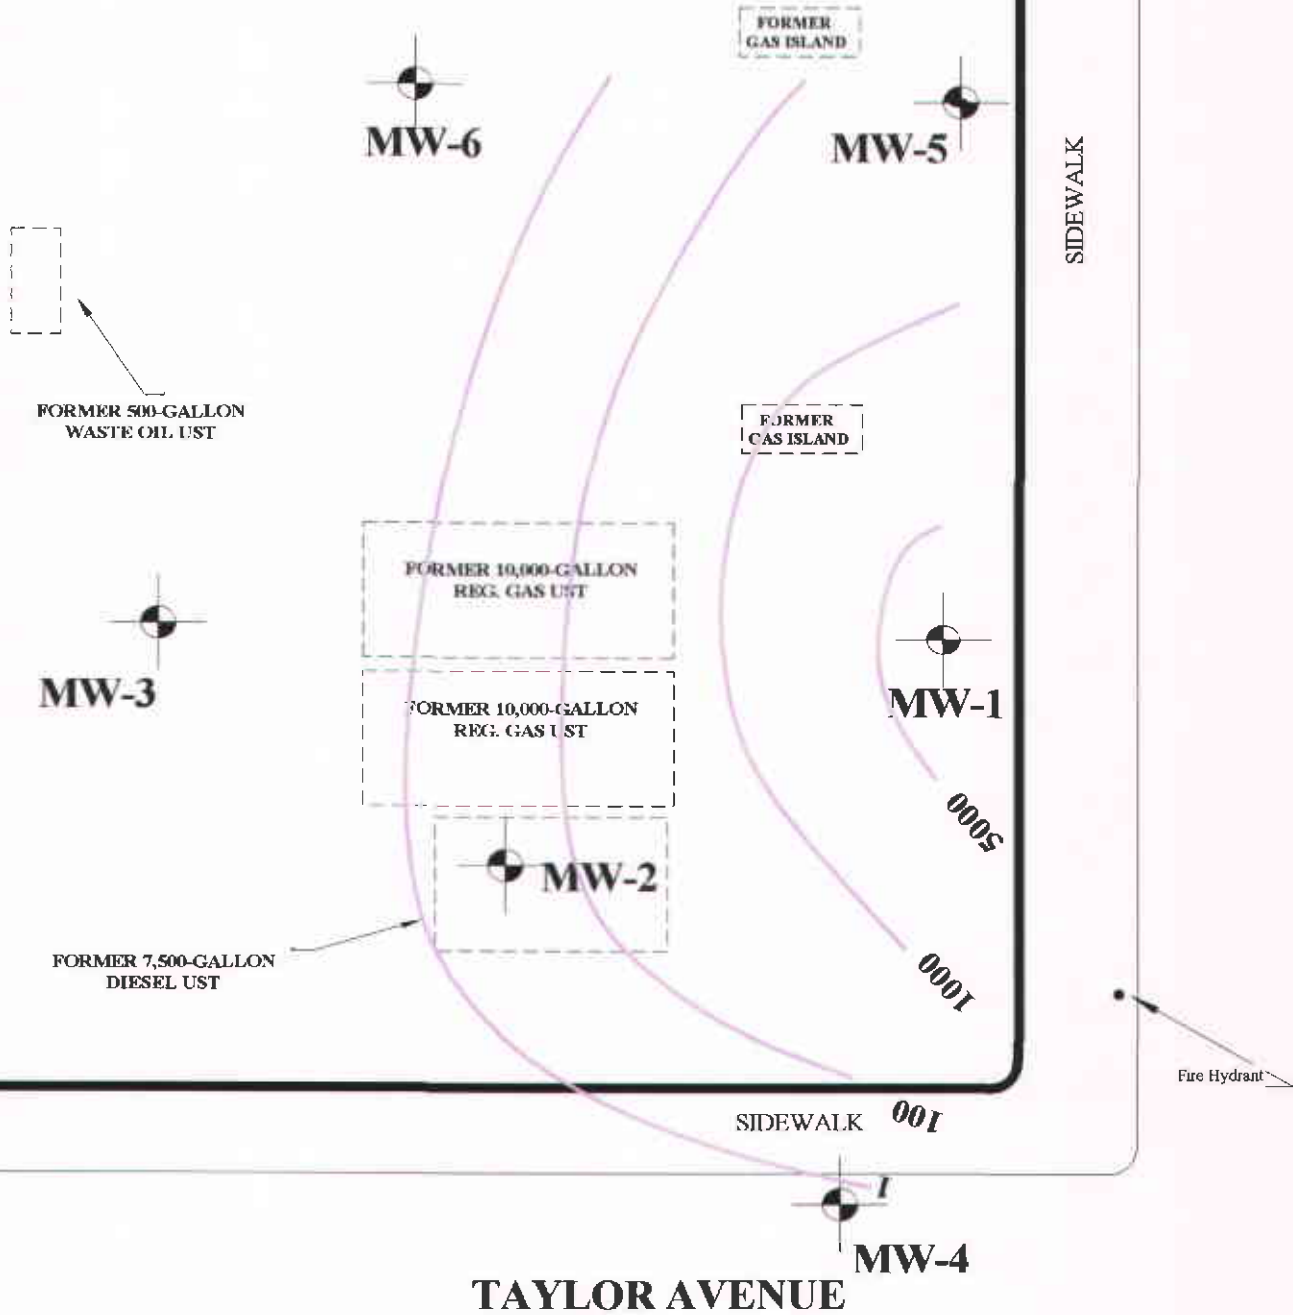 FORMER
GAS ISLAND
MW-6
MW-5
SIDEWALK
FORMER 500-GALLON
WASTE OIL UST
FORMER
GAS ISLAND
FORMER 10,000-GALLON
REG. GAS UST
MW-3
MW-1
FORMER 10,000-GALLON
REG. GAS UST
5000
MW-2
FORMER 7,500-GALLON
DIESEL UST
1000
Fire Hydrant
SIDEWALK
100
1
MW-4
TAYLOR AVENUE